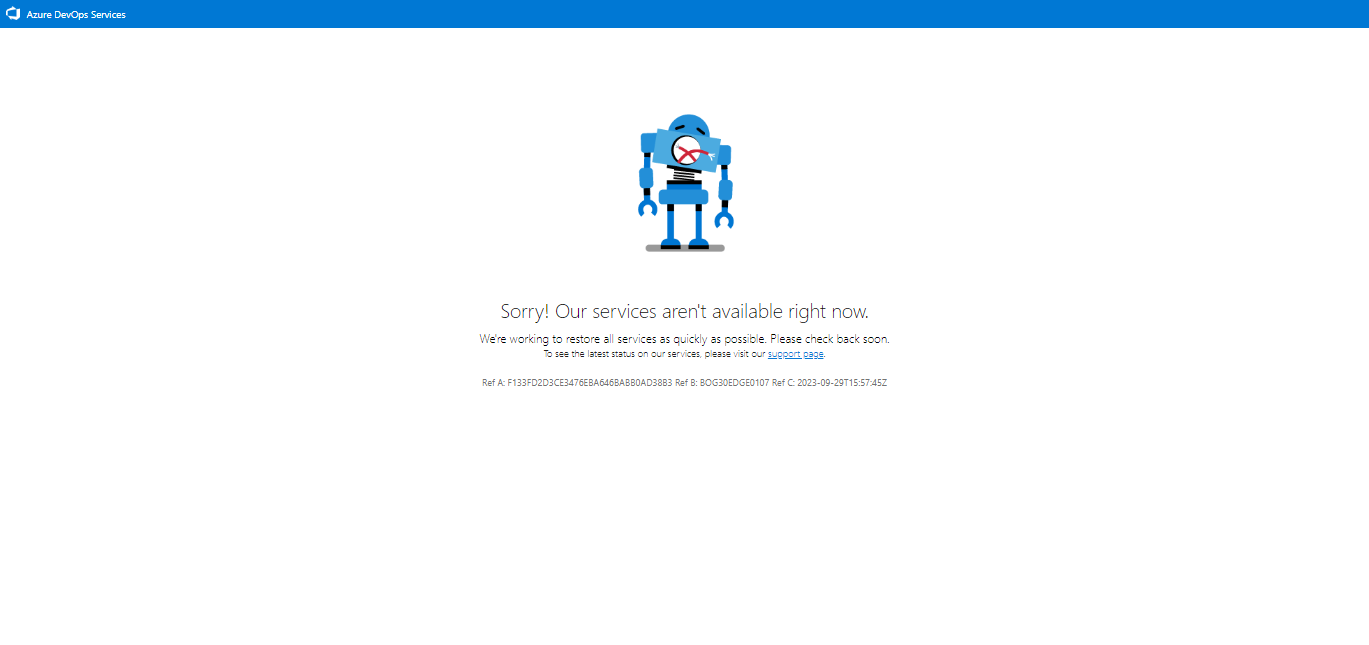 Azure DevOps Services
Sorry! Our services aren't available right now.
We're working to restore all services as quickly as possible. Please check back soon.
To see the latest status on our services, please visit our support page.
Ref A: F133FD2D3CE3476EBA646BABB0AD38B3 Ref B: BOG30EDGE0107 Ref C: 2023-09-29T15:57:45Z